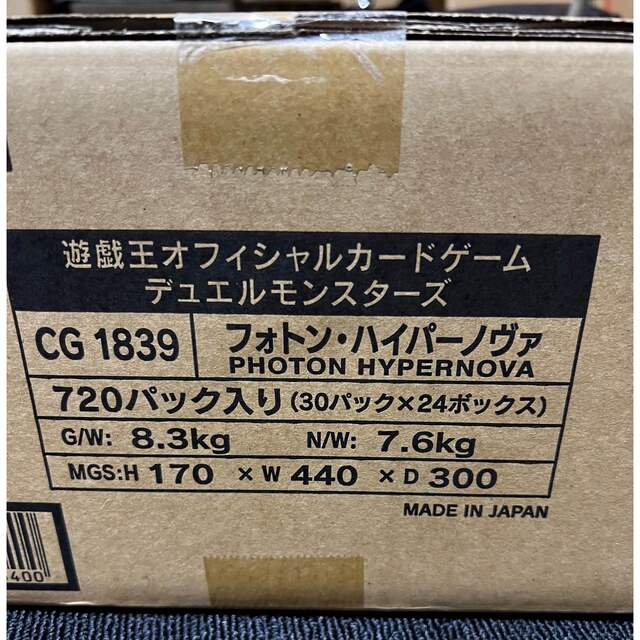 遊戯王オフィシャルカードゲーム
デュエルモンスターズ
CG 1839
フォトン・ハイパーノヴァ
PHOTON HYPERNOVA
720パック入り(30パック×24ボックス)
G/W: 8.3kg N/W: 7.6kg
MGS:H 170 × W 440 × D 300
MADE IN JAPAN
400